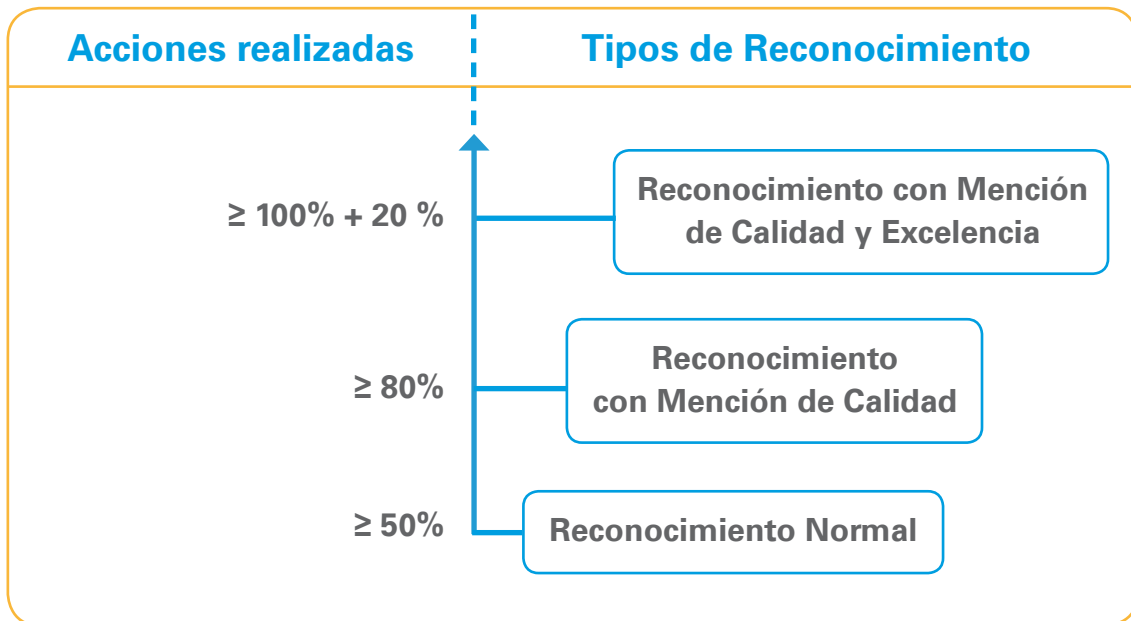 Acciones realizadas
Tipos de Reconocimiento
≥ 100% + 20 %
Reconocimiento con Mención
de Calidad y Excelencia
≥ 80%
Reconocimiento
con Mención de Calidad
≥ 50%
Reconocimiento Normal